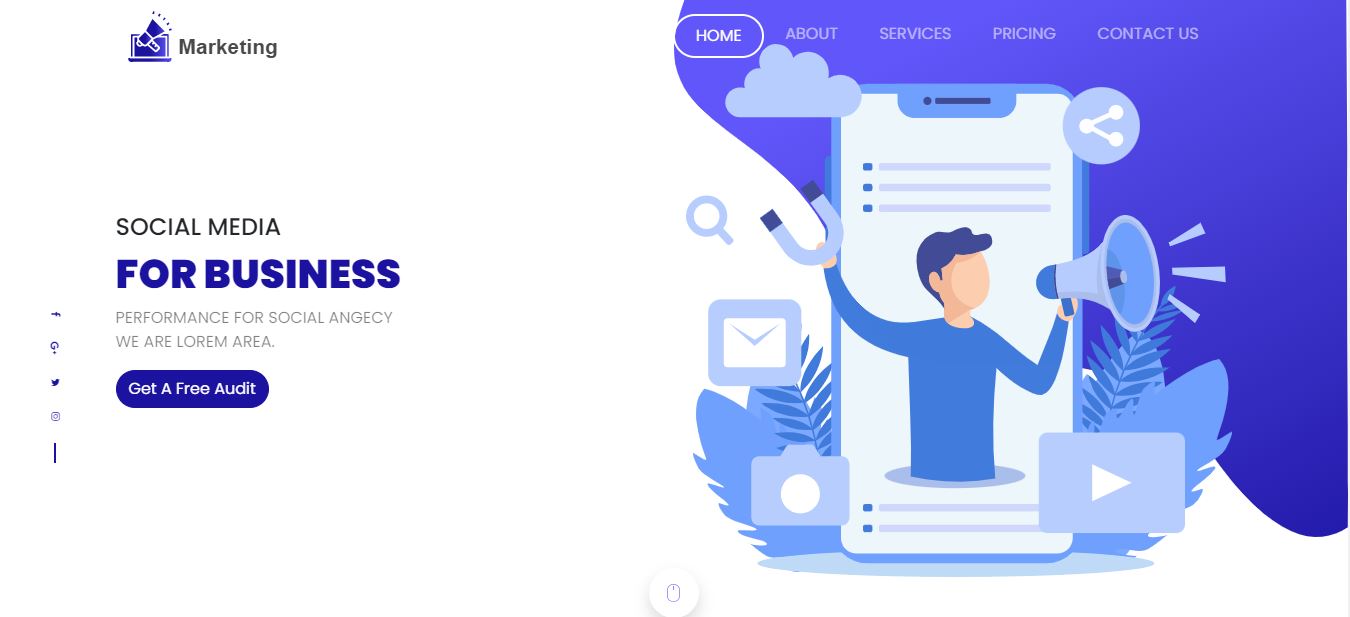 Marketing
HOME ABOUT SERVICES PRICING CONTACT US
SOCIAL MEDIA
FOR BUSINESS
PERFORMANCE FOR SOCIAL ANGECY
WE ARE LOREM AREA.
Get A Free Audit